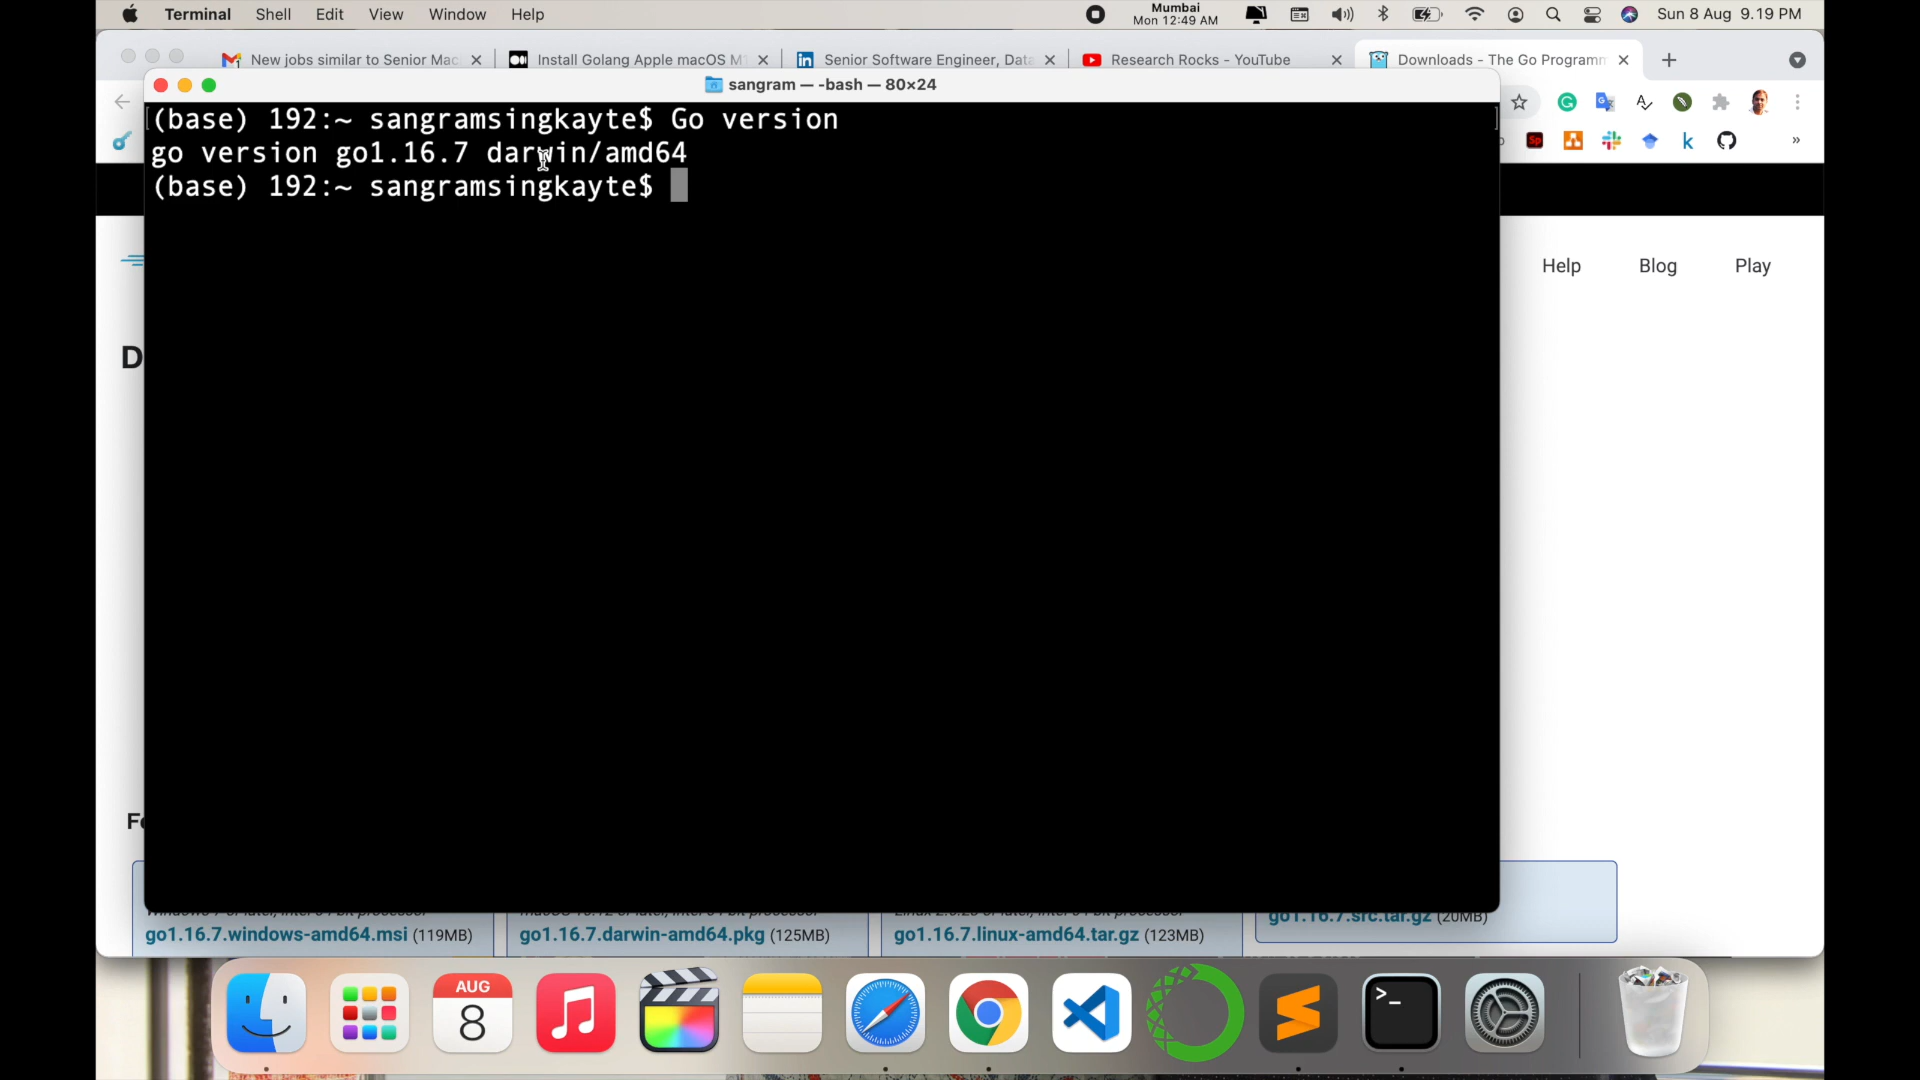 Terminal Shell Edit View Window Help
Mumbai
Mon 12:49 AM
Sun 8 Aug 9.19 PM
New jobs similar to Senior Mac
Install Golang Apple macOS M1
Senior Software Engineer, Data
Research Rocks - YouTube
Downloads - The Go Programm
sangram — -bash — 80×24
(base) 192:~ sangramsingkayte$ Go version
go version go1.16.7 darwin/amd64
(base) 192:~ sangramsingkayte$
Sp
k
»
Help Blog Play
D
Fe
go1.16.7.src.tar.gz (20MB)
go1.16.7.windows-amd64.msi (119MB)
go1.16.7.darwin-amd64.pkg (125MB)
go1.16.7.linux-amd64.tar.gz (123MB)
AUG
8
>_